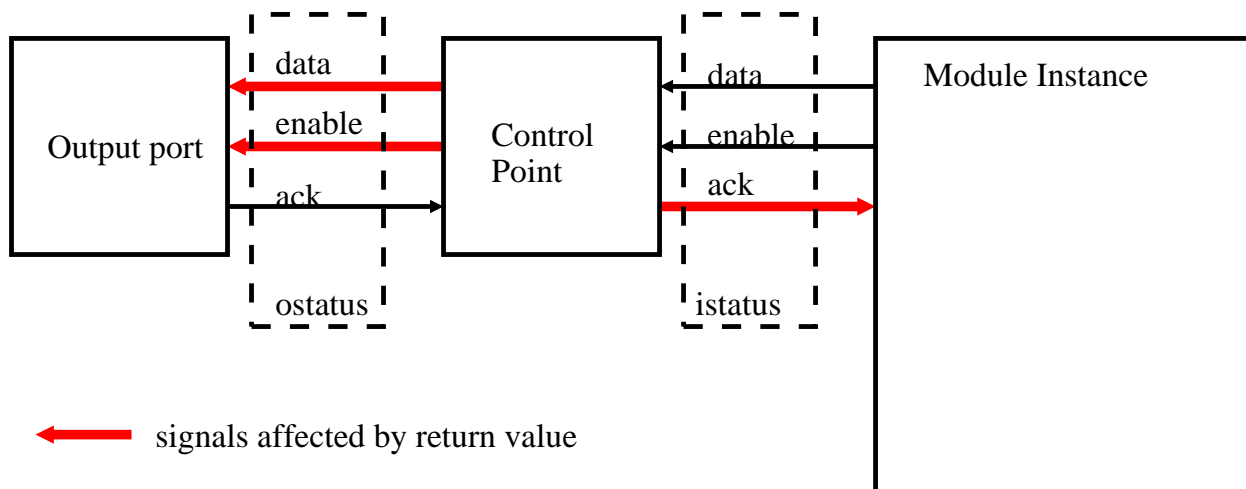 data
enable
ack
ostatus
Output port
Control
Point
data
enable
ack
istatus
Module Instance
signals affected by return value